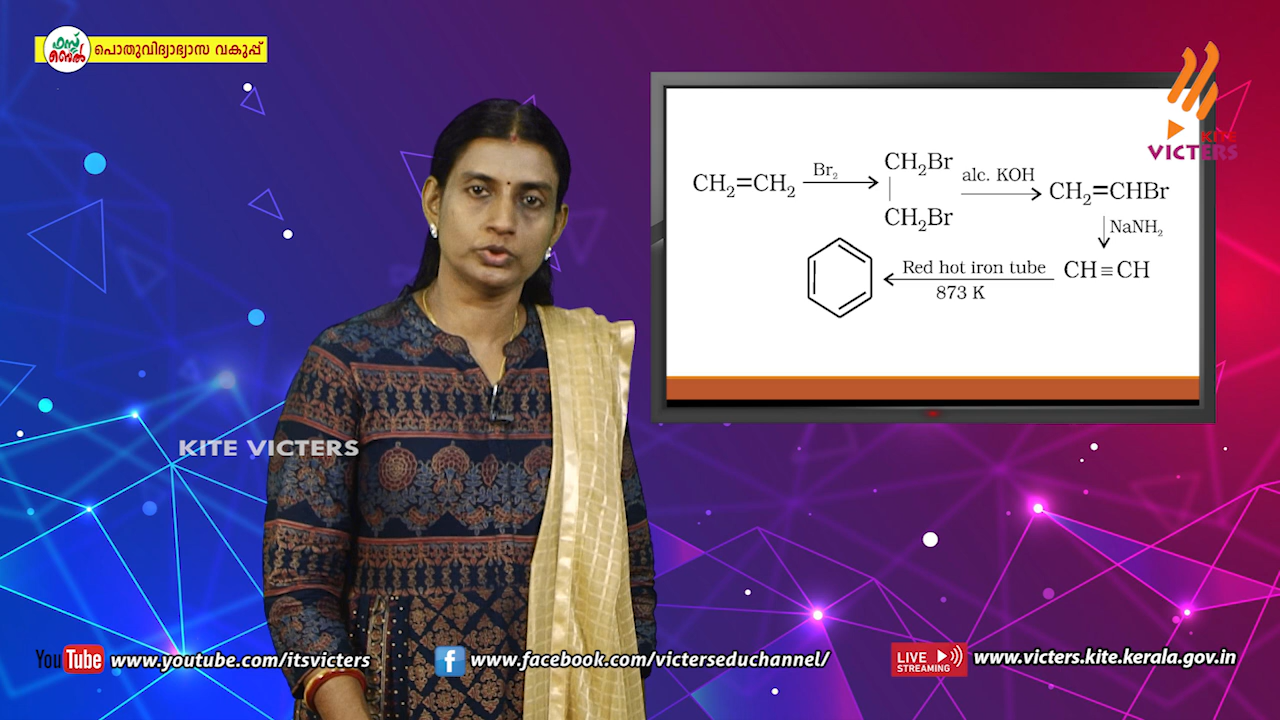 ഫസ്റ്റ്
ബെൽ
പൊതുവിദ്യാഭ്യാസ വകുപ്പ്
KITE
VICTERS
CH₂=CH₂
Br₂
CH₂Br
CH₂Br
alc. KOH
CH₂=CHBr
NaNH₂
CH≡CH
Red hot iron tube
873 K
KITE VICTERS
YouTube www.youtube.com/itsvicters
f www.facebook.com/victerseduchannel/
LIVE
STREAMING
www.victers.kite.kerala.gov.in